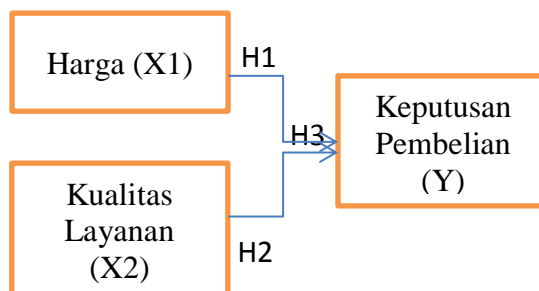 Harga (X1)
H1
Keputusan
Pembelian
(Y)
H3
Kualitas
Layanan
(X2)
H2